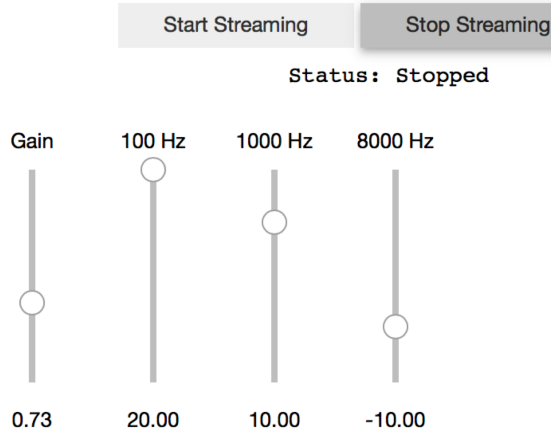 Start Streaming Stop Streaming
Status: Stopped
Gain 100 Hz 1000 Hz 8000 Hz
0.73 20.00 10.00 -10.00